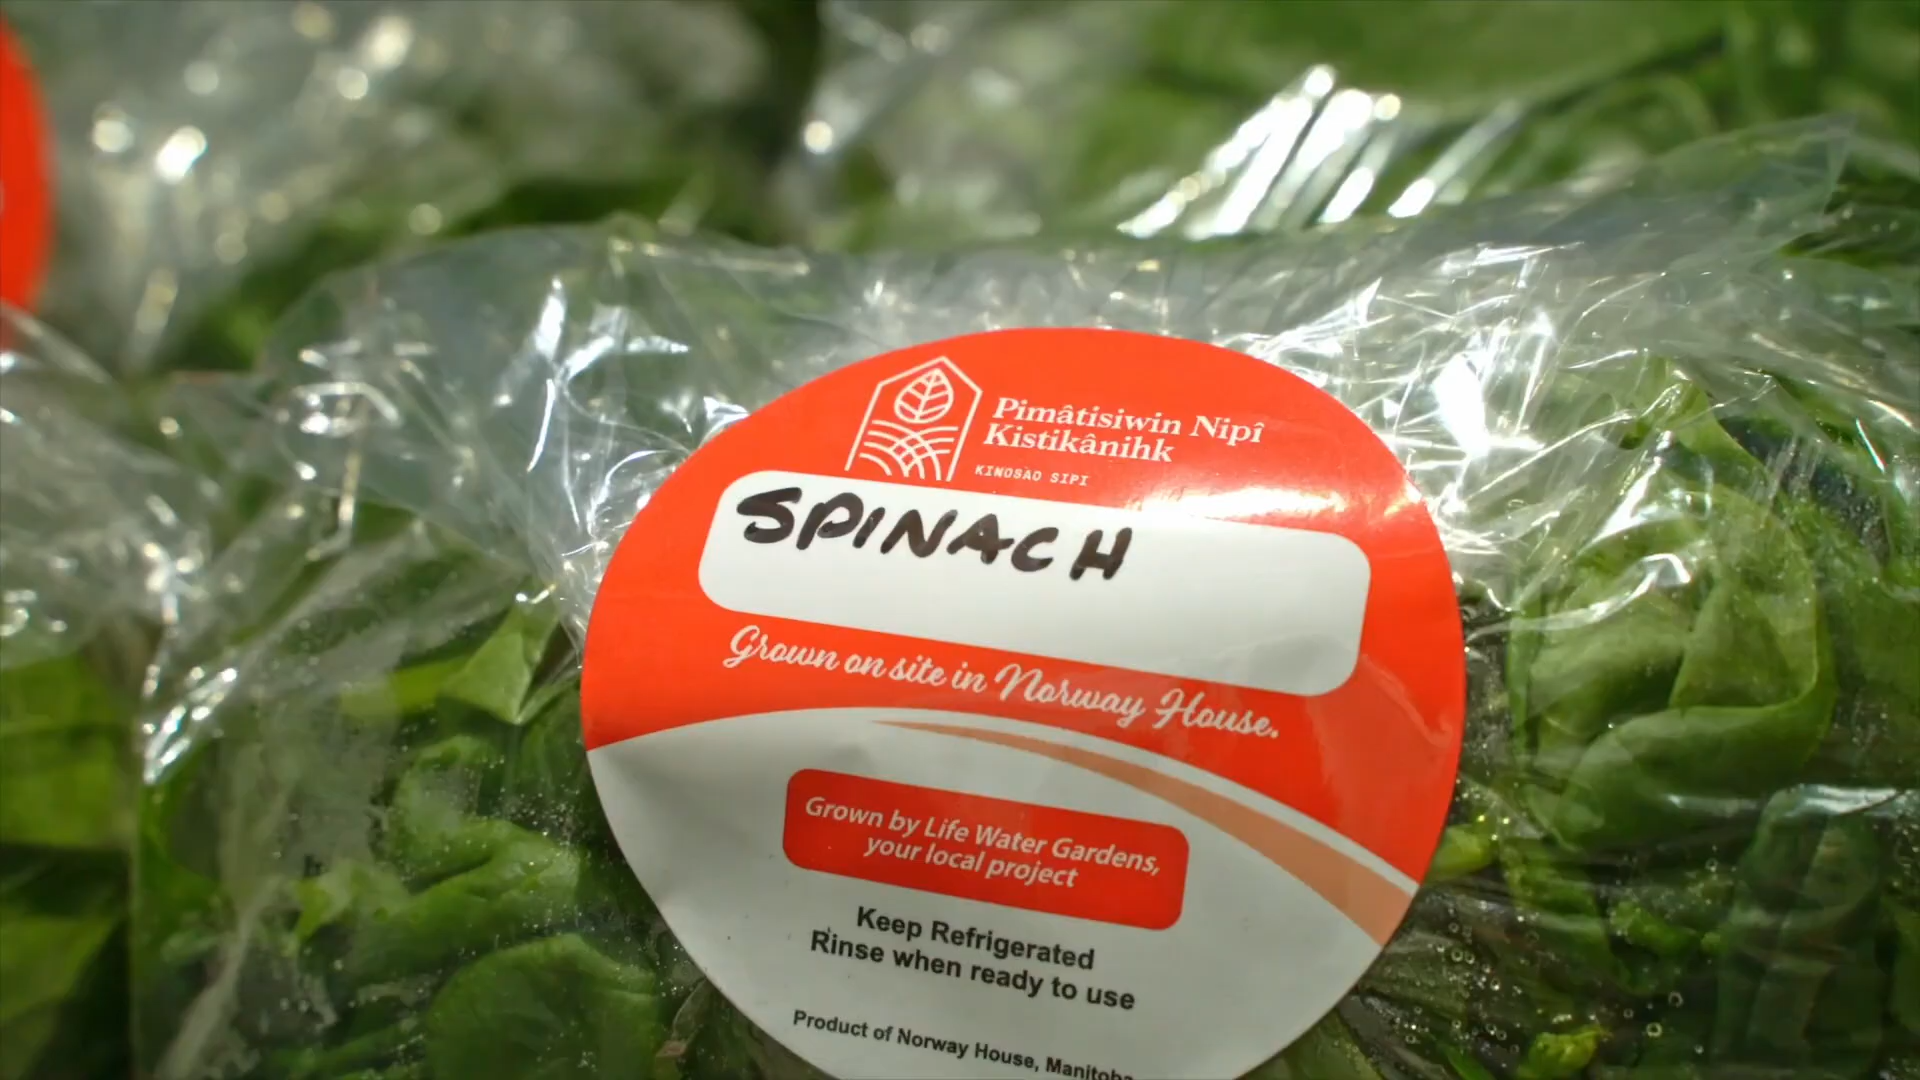 Pimâtisiwin Nipî
Kistikânihk
KINOSAO SIPI
SPINACH
Grown on site in Norway House.
Grown by Life Water Gardens,
your local project
Keep Refrigerated
Rinse when ready to use
Product of Norway House, Manitoba